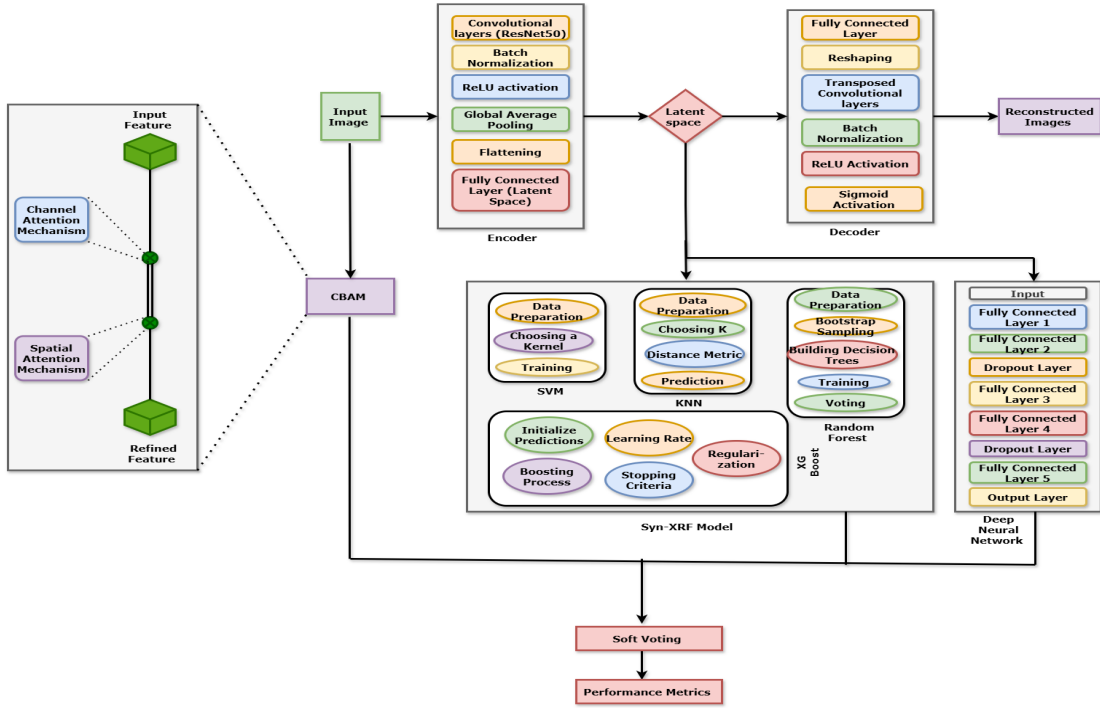 Input
Feature
Channel
Attention
Mechanism
Spatial
Attention
Mechanism
Refined
Feature
Input
Image
CBAM
Convolutional
layers (ResNet50)
Batch
Normalization
ReLU activation
Global Average
Pooling
Flattening
Fully Connected
Layer (Latent
Space)
Encoder
Latent
space
Fully Connected
Layer
Reshaping
Transposed
Convolutional
layers
Batch
Normalization
ReLU Activation
Sigmoid
Activation
Decoder
Reconstructed
Images
Data
Preparation
Choosing a
Kernel
Training
SVM
Data
Preparation
Choosing K
Distance Metric
Prediction
KNN
Data
Preparation
Bootstrap
Sampling
Building Decision
Trees
Training
Voting
Random
Forest
Initialize
Predictions
Learning Rate
Regulari-
zation
Boosting
Process
Stopping
Criteria
XG
Boost
Syn-XRF Model
Input
Fully Connected
Layer 1
Fully Connected
Layer 2
Dropout Layer
Fully Connected
Layer 3
Fully Connected
Layer 4
Dropout Layer
Fully Connected
Layer 5
Output Layer
Deep
Neural
Network
Soft Voting
Performance Metrics